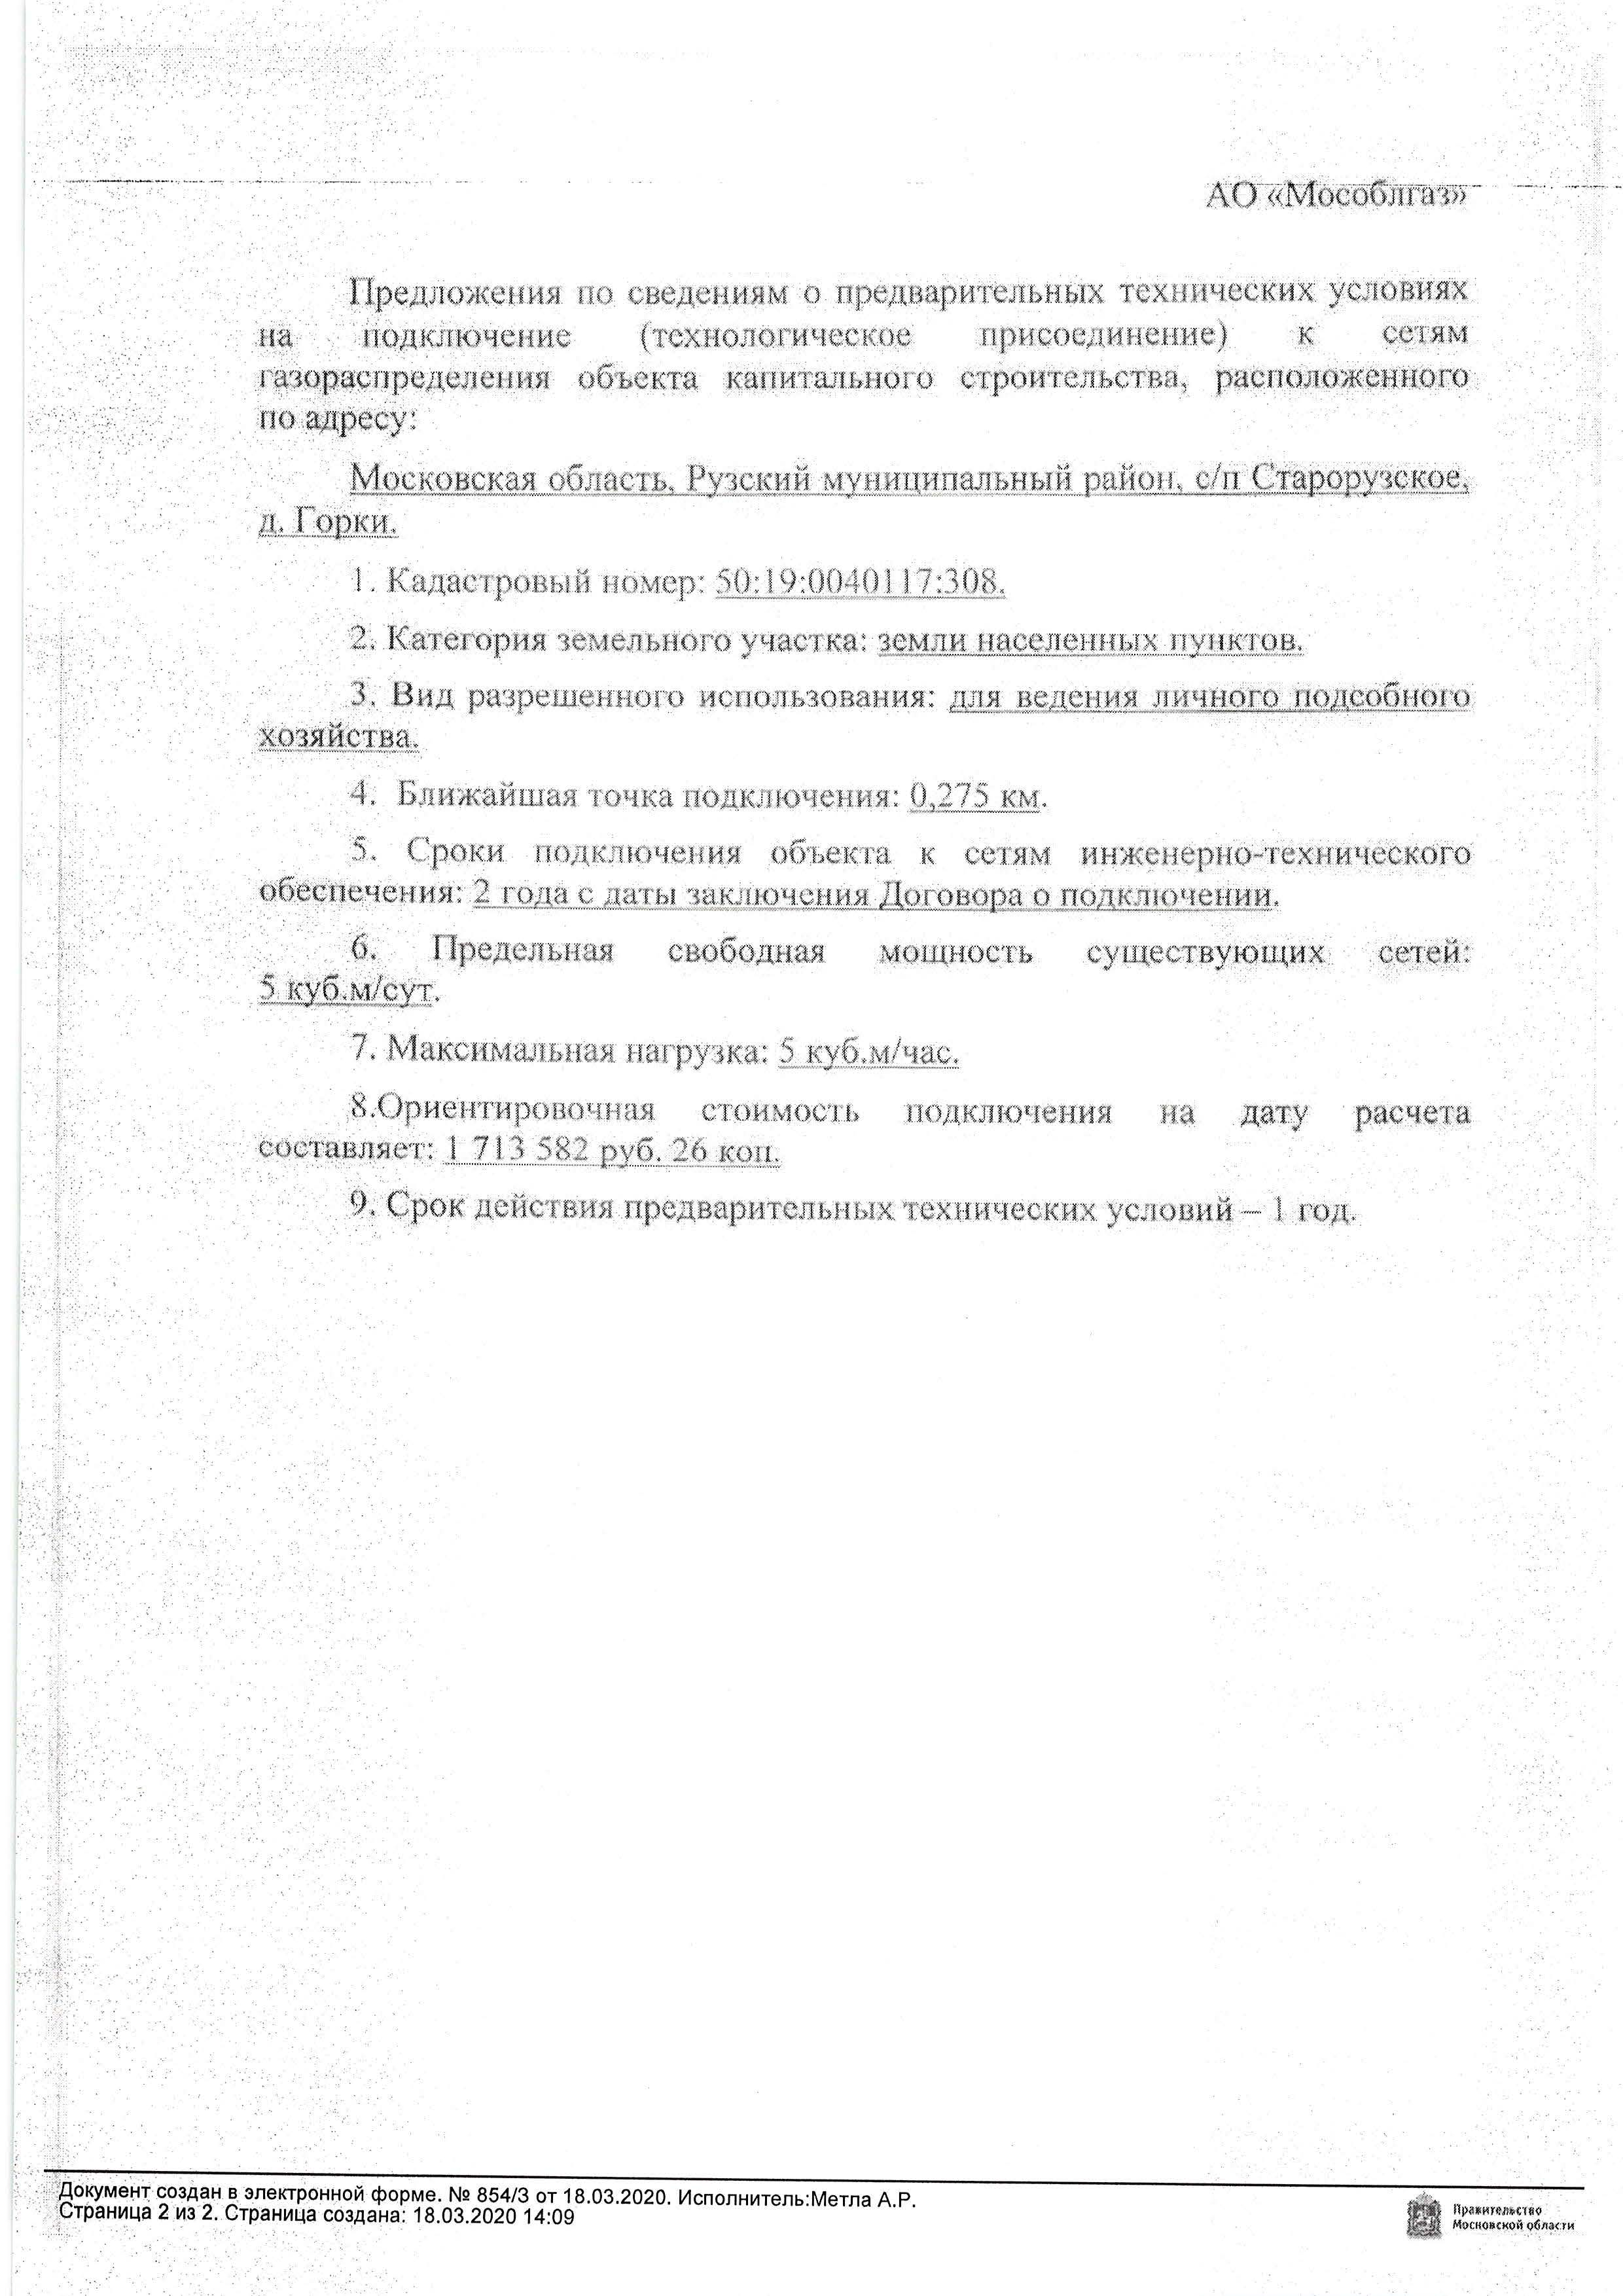 АО «Мособлгаз»
Предложения по сведениям о предварительных технических условиях
на подключение (технологическое присоединение) к сетям
газораспределения объекта капитального строительства, расположенного
по адресу:
Московская область, Рузский муниципальный район, с/п Старорузское,
д. Горки.
1. Кадастровый номер: 50:19:0040117:308.
2. Категория земельного участка: земли населенных пунктов.
3. Вид разрешенного использования: для ведения личного подсобного
хозяйства.
4. Ближайшая точка подключения: 0,275 км.
5. Сроки подключения объекта к сетям инженерно-технического
обеспечения: 2 года с даты заключения Договора о подключении.
6. Предельная свободная мощность существующих сетей:
5 куб.м/сут.
7. Максимальная нагрузка: 5 куб.м/час.
8.Ориентировочная стоимость подключения на дату расчета
составляет: 1 713 582 руб. 26 коп.
9. Срок действия предварительных технических условий – 1 год.
Документ создан в электронной форме. № 854/3 от 18.03.2020. Исполнитель:Метла А.Р.
Страница 2 из 2. Страница создана: 18.03.2020 14:09
Правительство
Московской области